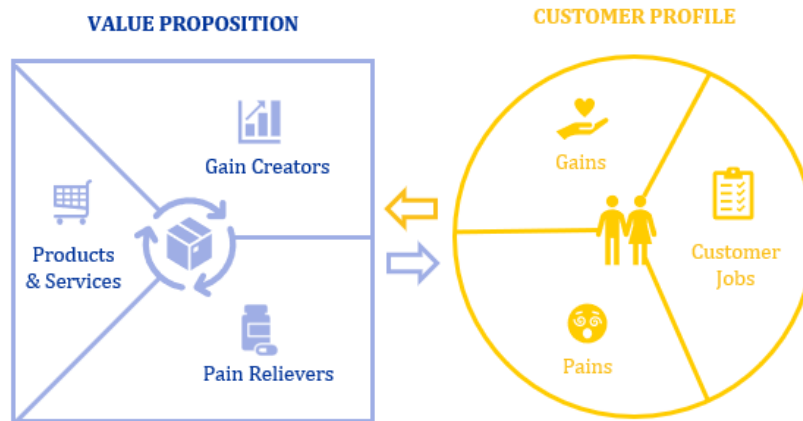 VALUE PROPOSITION
CUSTOMER PROFILE
Gain Creators
Products
& Services
Pain Relievers
Gains
Customer
Jobs
Pains